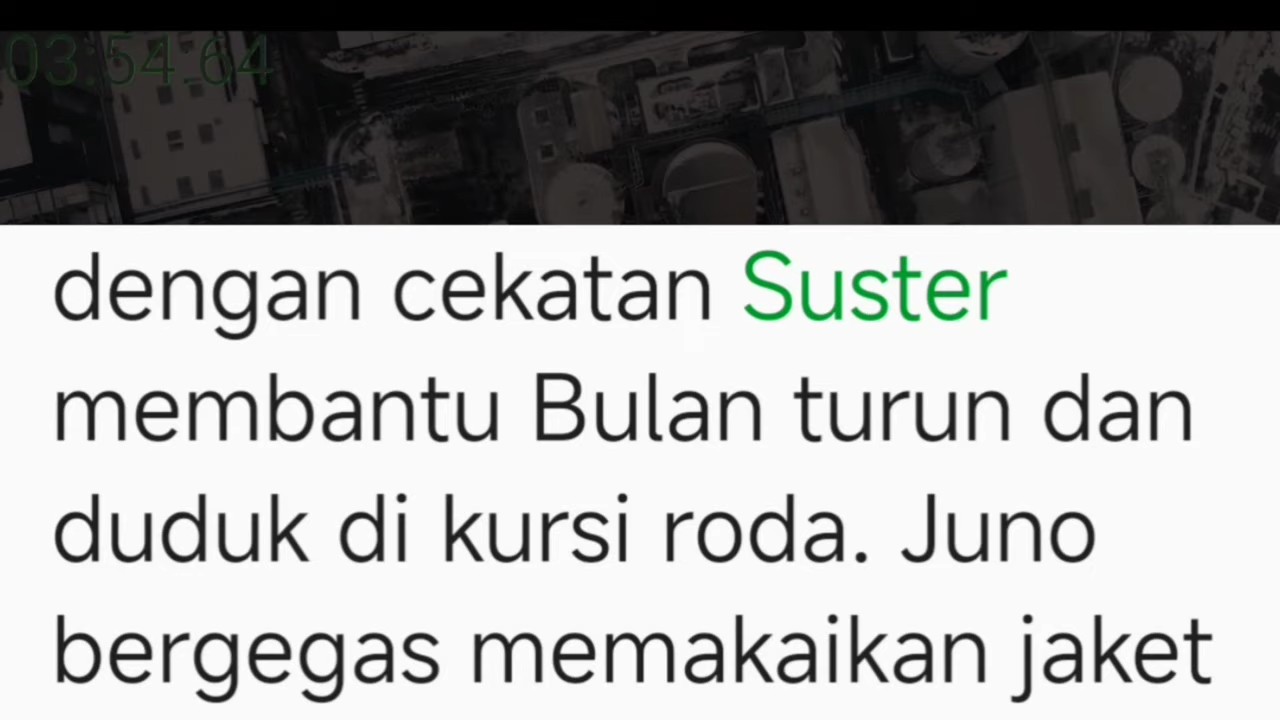 03:54.64
dengan cekatan Suster
membantu Bulan turun dan
duduk di kursi roda. Juno
bergegas memakaikan jaket